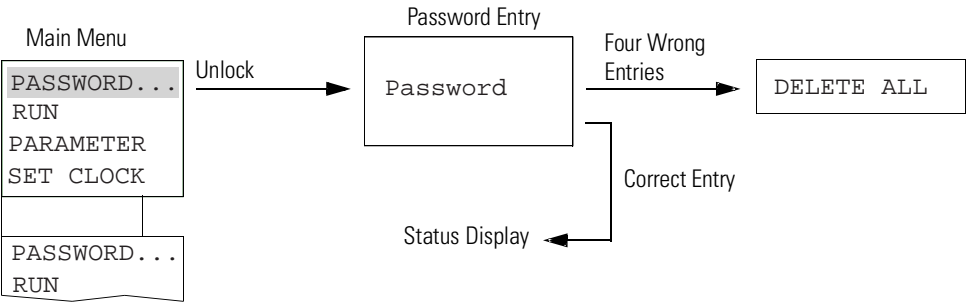 Main Menu
PASSWORD...
RUN
PARAMETER
SET CLOCK
PASSWORD...
RUN
Unlock
Password Entry
Password
Four Wrong
Entries
DELETE ALL
Correct Entry
Status Display